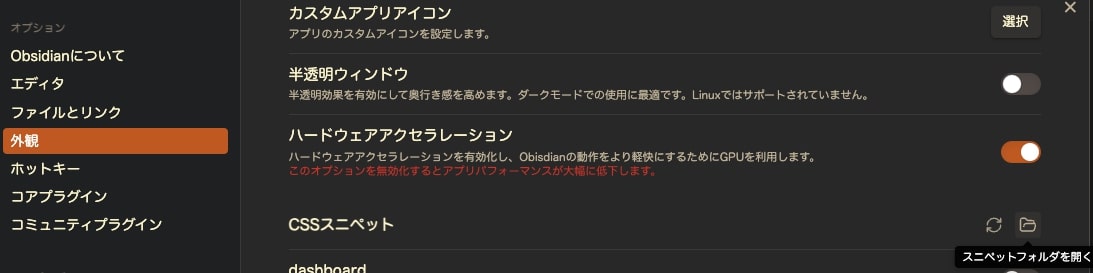 オプション
Obsidianについて
エディタ
ファイルとリンク
外観
ホットキー
コアプラグイン
コミュニティプラグイン
カスタムアプリアイコン
アプリのカスタムアイコンを設定します。
選択
半透明ウィンドウ
半透明効果を有効にして奥行き感を高めます。ダークモードでの使用に最適です。Linuxではサポートされていません。
ハードウェアアクセラレーション
ハードウェアアクセラレーションを有効化し、Obisdianの動作をより軽快にするためにGPUを利用します。
このオプションを無効化するとアプリパフォーマンスが大幅に低下します。
CSSスニペット
スニペットフォルダを開く
dashboard